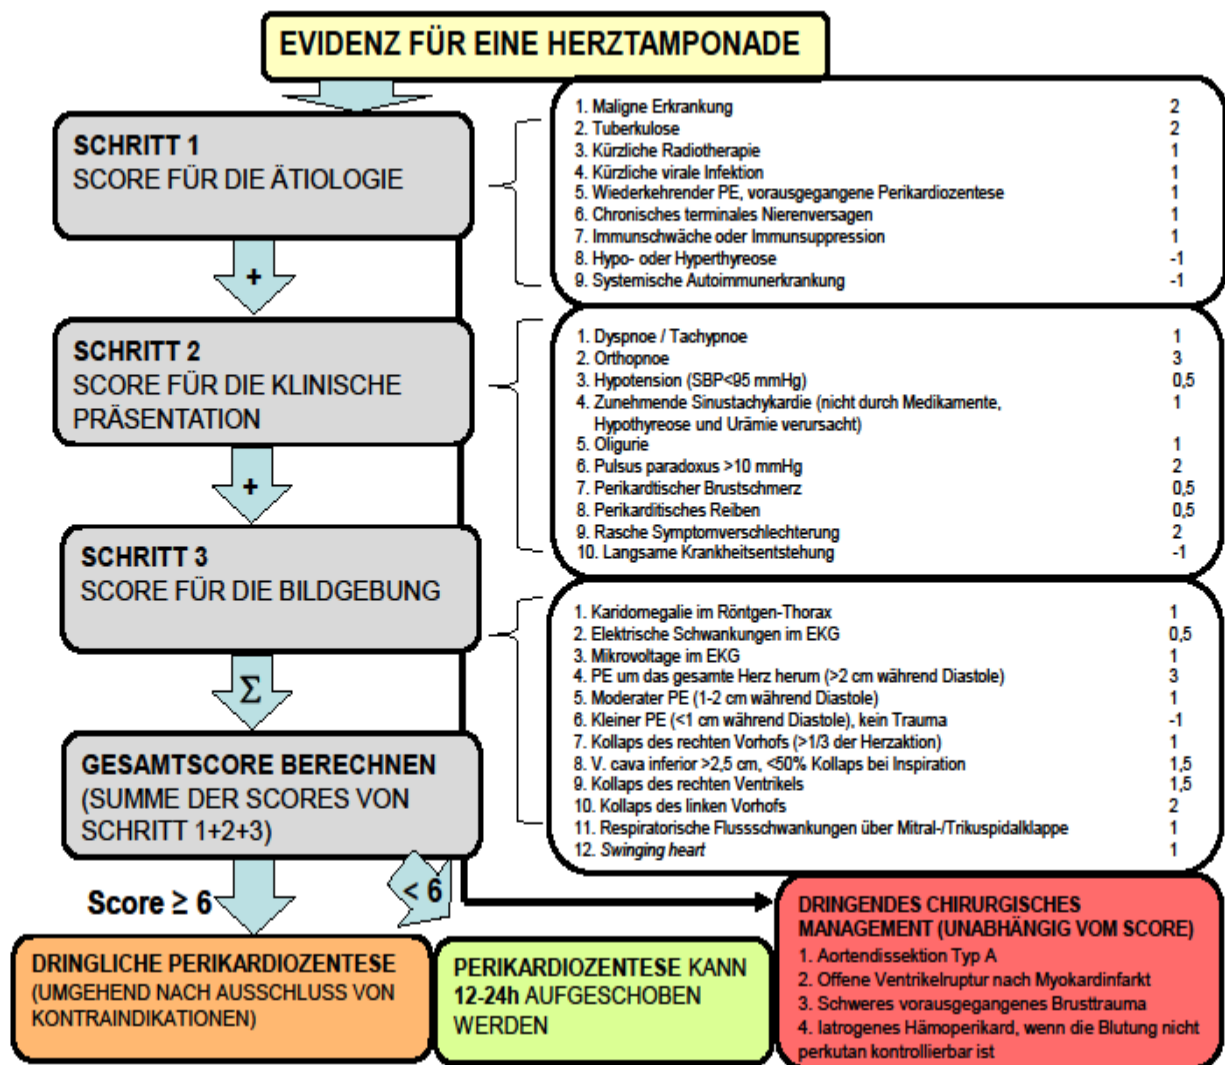 EVIDENZ FÜR EINE HERZTAMPONADE
SCHRITT 1
SCORE FÜR DIE ÄTIOLOGIE
1. Maligne Erkrankung 2
2. Tuberkulose 2
3. Kürzliche Radiotherapie 1
4. Kürzliche virale Infektion 1
5. Wiederkehrender PE, vorausgegangene Perikardiozentese 1
6. Chronisches terminales Nierenversagen 1
7. Immunschwäche oder Immunsuppression 1
8. Hypo- oder Hyperthyreose -1
9. Systemische Autoimmunerkrankung -1
+
SCHRITT 2
SCORE FÜR DIE KLINISCHE
PRÄSENTATION
1. Dyspnoe / Tachypnoe 1
2. Orthopnoe 3
3. Hypotension (SBP<95 mmHg) 0,5
4. Zunehmende Sinustachykardie (nicht durch Medikamente, 1
Hypothyreose und Urämie verursacht)
5. Oligurie 1
6. Pulsus paradoxus >10 mmHg 2
7. Perikardtischer Brustschmerz 0,5
8. Perikarditisches Reiben 0,5
9. Rasche Symptomverschlechterung 2
10. Langsame Krankheitsentstehung -1
+
SCHRITT 3
SCORE FÜR DIE BILDGEBUNG
1. Karidomegalie im Röntgen-Thorax 1
2. Elektrische Schwankungen im EKG 0,5
3. Mikrovoltage im EKG 1
4. PE um das gesamte Herz herum (>2 cm während Diastole) 3
5. Moderater PE (1-2 cm während Diastole) 1
6. Kleiner PE (<1 cm während Diastole), kein Trauma -1
7. Kollaps des rechten Vorhofs (>1/3 der Herzaktion) 1
8. V. cava inferior >2,5 cm, <50% Kollaps bei Inspiration 1,5
9. Kollaps des rechten Ventrikels 1,5
10. Kollaps des linken Vorhofs 2
11. Respiratorische Flussschwankungen über Mitral-/Trikuspidalklappe 1
12. Swinging heart 1
Σ
GESAMTSCORE BERECHNEN
(SUMME DER SCORES VON
SCHRITT 1+2+3)
Score ≥ 6
< 6
DRINGLICHE PERIKARDIOZENTESE
(UMGEHEND NACH AUSSCHLUSS VON
KONTRAINDIKATIONEN)
PERIKARDIOZENTESE KANN
12-24h AUFGESCHOBEN
WERDEN
DRINGENDES CHIRURGISCHES
MANAGEMENT (UNABHÄNGIG VOM SCORE)
1. Aortendissektion Typ A
2. Offene Ventrikelruptur nach Myokardinfarkt
3. Schweres vorausgegangenes Brusttrauma
4. Iatrogenes Hämoperikard, wenn die Blutung nicht
perkutan kontrollierbar ist